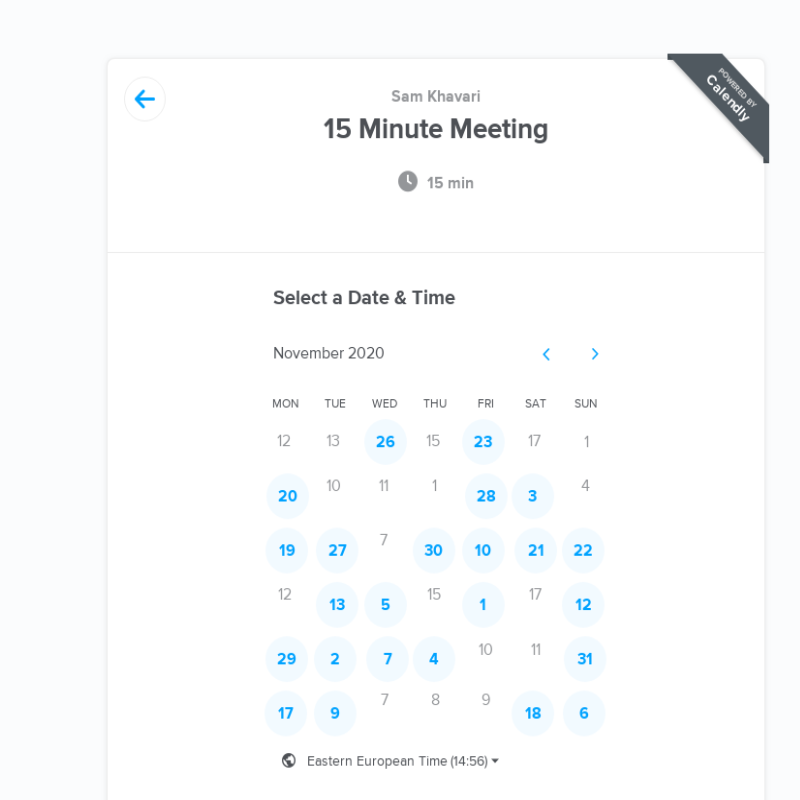 POWERED BY
Calendly
Sam Khavari
15 Minute Meeting
15 min
Select a Date & Time
November 2020
MON TUE WED THU FRI SAT SUN
12 13 26 15 23 17 1
20 10 11 1 28 3 4
19 27 7 30 10 21 22
12 13 5 15 1 17 12
29 2 7 4 10 11 31
17 9 7 8 9 18 6
Eastern European Time (14:56)